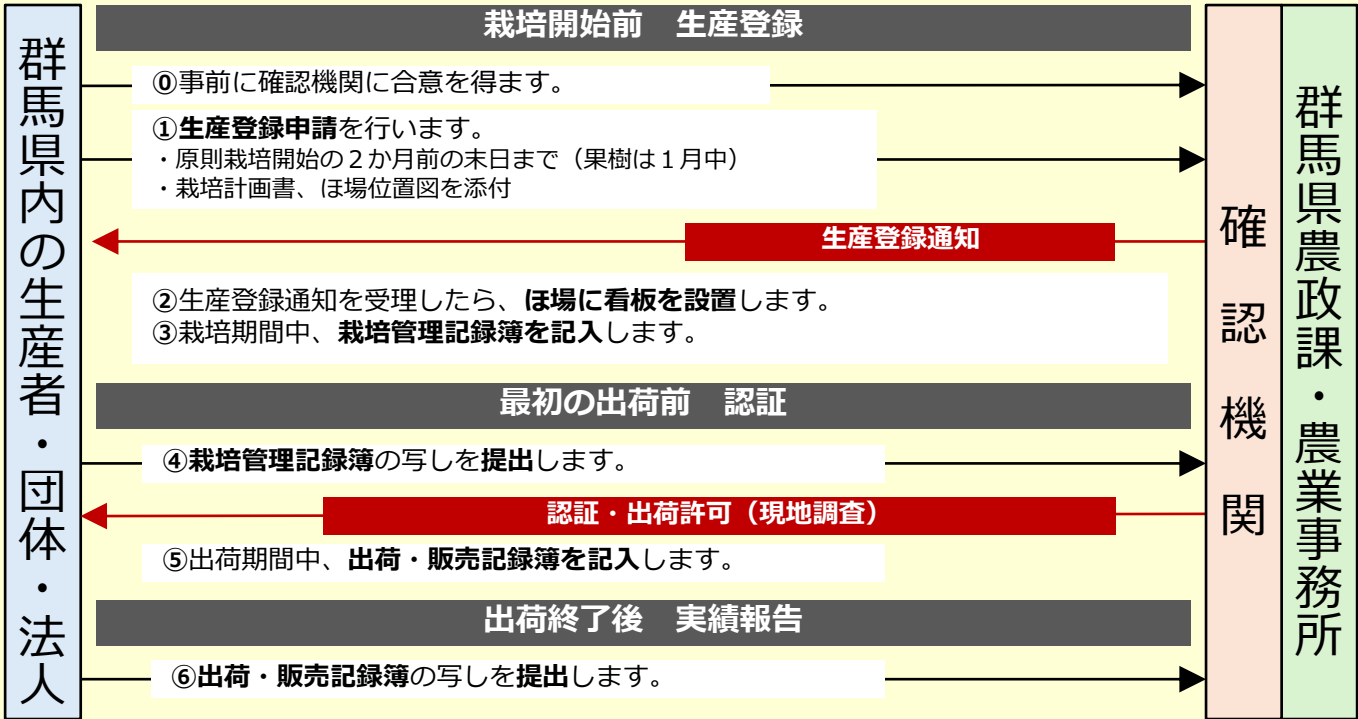 群馬県内の生産者・団体・法人
栽培開始前　生産登録
⓪事前に確認機関に合意を得ます。
①生産登録申請を行います。
・原則栽培開始の２か月前の末日まで（果樹は１月中）
・栽培計画書、ほ場位置図を添付
生産登録通知
②生産登録通知を受理したら、ほ場に看板を設置します。
③栽培期間中、栽培管理記録簿を記入します。
最初の出荷前　認証
④栽培管理記録簿の写しを提出します。
認証・出荷許可（現地調査）
⑤出荷期間中、出荷・販売記録簿を記入します。
出荷終了後　実績報告
⑥出荷・販売記録簿の写しを提出します。
確認機関
群馬県農政課・農業事務所